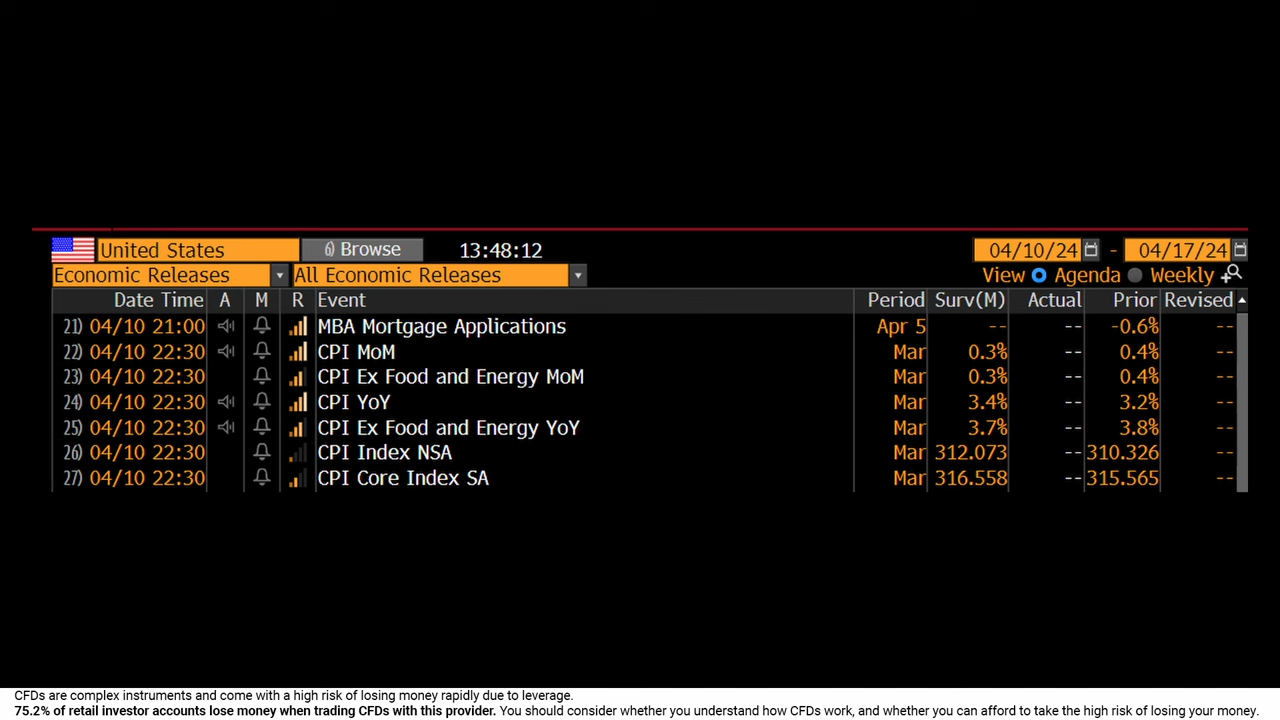 United States Browse 13:48:12 04/10/24 - 04/17/24
Economic Releases All Economic Releases View Agenda Weekly
Date Time A M R Event Period Surv(M) Actual Prior Revised
21) 04/10 21:00 MBA Mortgage Applications Apr 5 -- -- -0.6% --
22) 04/10 22:30 CPI MoM Mar 0.3% -- 0.4% --
23) 04/10 22:30 CPI Ex Food and Energy MoM Mar 0.3% -- 0.4% --
24) 04/10 22:30 CPI YoY Mar 3.4% -- 3.2% --
25) 04/10 22:30 CPI Ex Food and Energy YoY Mar 3.7% -- 3.8% --
26) 04/10 22:30 CPI Index NSA Mar 312.073 -- 310.326 --
27) 04/10 22:30 CPI Core Index SA Mar 316.558 -- 315.565 --
CFDs are complex instruments and come with a high risk of losing money rapidly due to leverage.
75.2% of retail investor accounts lose money when trading CFDs with this provider. You should consider whether you understand how CFDs work, and whether you can afford to take the high risk of losing your money.